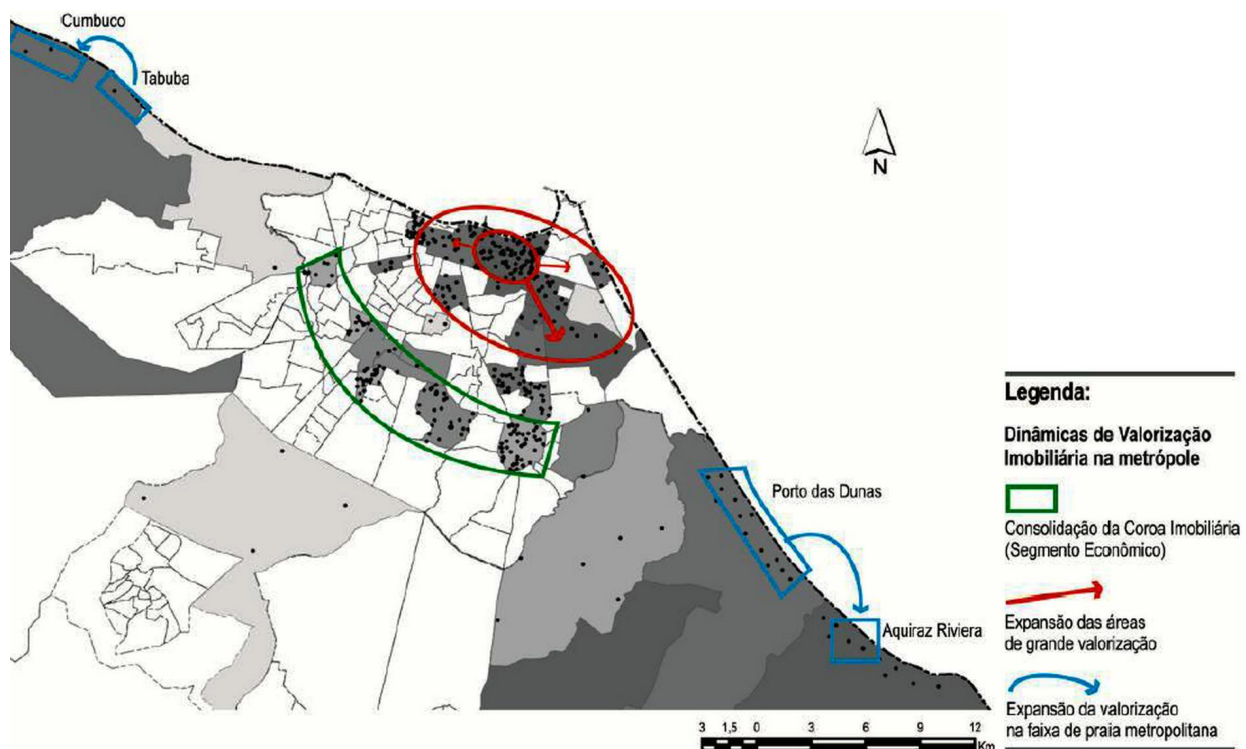 Cumbuco
Tabuba
N
Porto das Dunas
Aquiraz Riviera
Legenda:
Dinâmicas de Valorização
Imobiliária na metrópole
Consolidação da Coroa Imobiliária
(Segmento Econômico)
Expansão das áreas
de grande valorização
Expansão da valorização
na faixa de praia metropolitana
3 1,5 0 3 6 9 12
Km